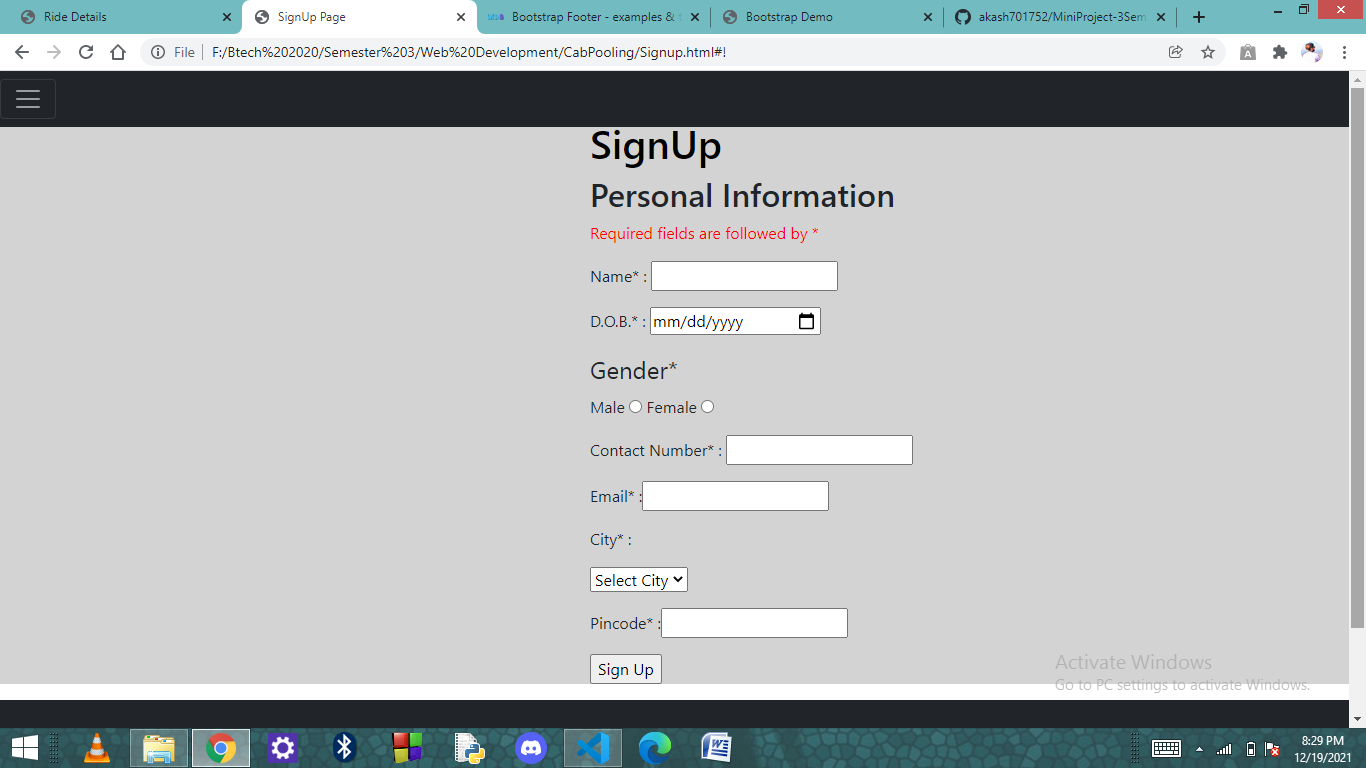 Ride Details
SignUp Page
Bootstrap Footer - examples &
Bootstrap Demo
akash701752/MiniProject-3Sem
File
F:/Btech%202020/Semester%203/Web%20Development/CabPooling/Signup.html#!
SignUp
Personal Information
Required fields are followed by *
Name* :
D.O.B.* : mm/dd/yyyy
Gender*
Male Female
Contact Number* :
Email* :
City* :
Select City
Pincode* :
Sign Up
Activate Windows
Go to PC settings to activate Windows.
8:29 PM
12/19/2021